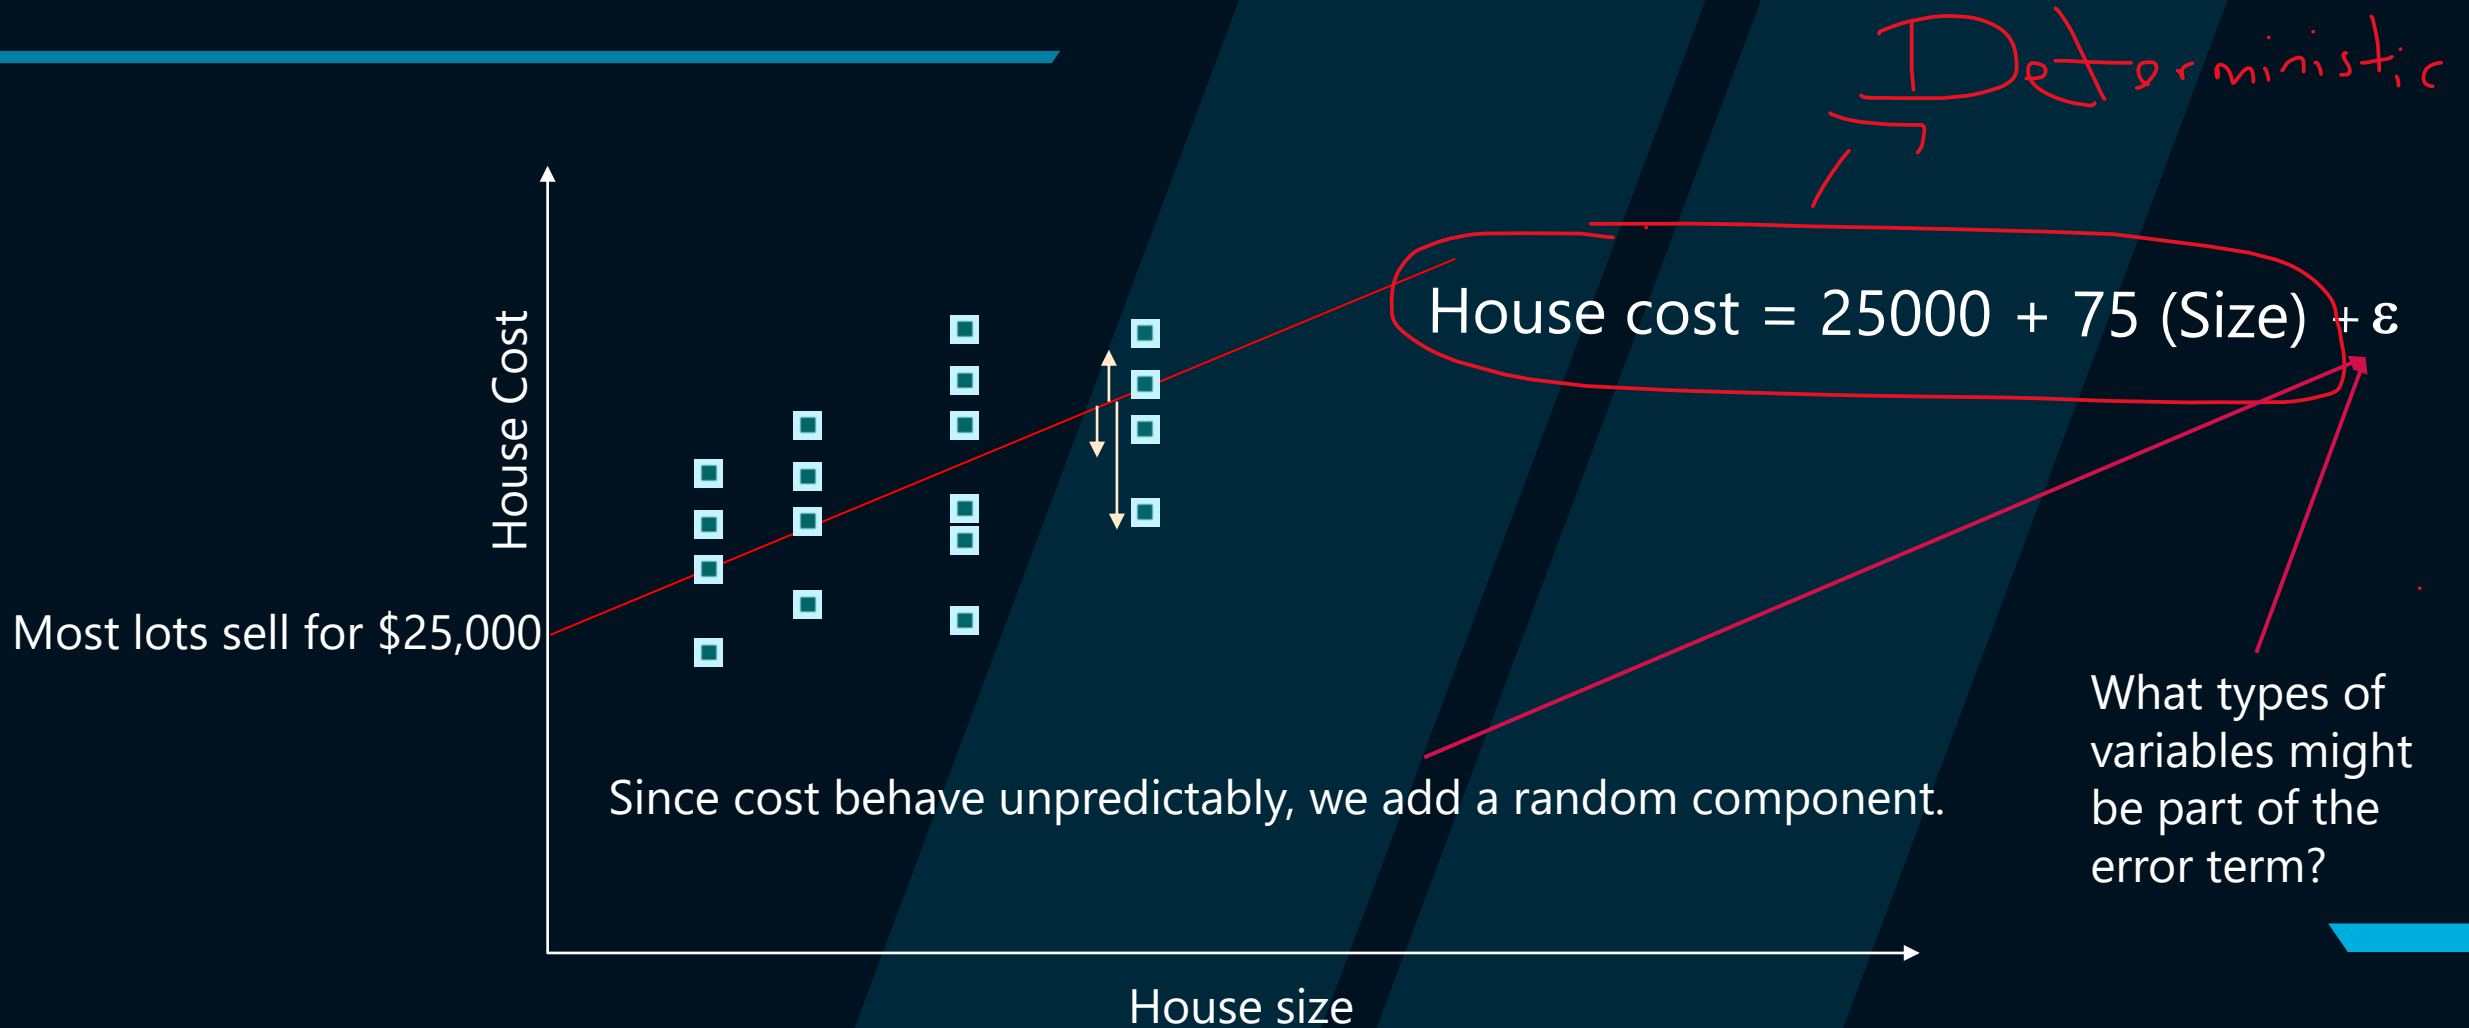 Deterministic
House cost = 25000 + 75 (Size) + ε
House Cost
Most lots sell for $25,000
What types of
variables might
be part of the
error term?
Since cost behave unpredictably, we add a random component.
House size